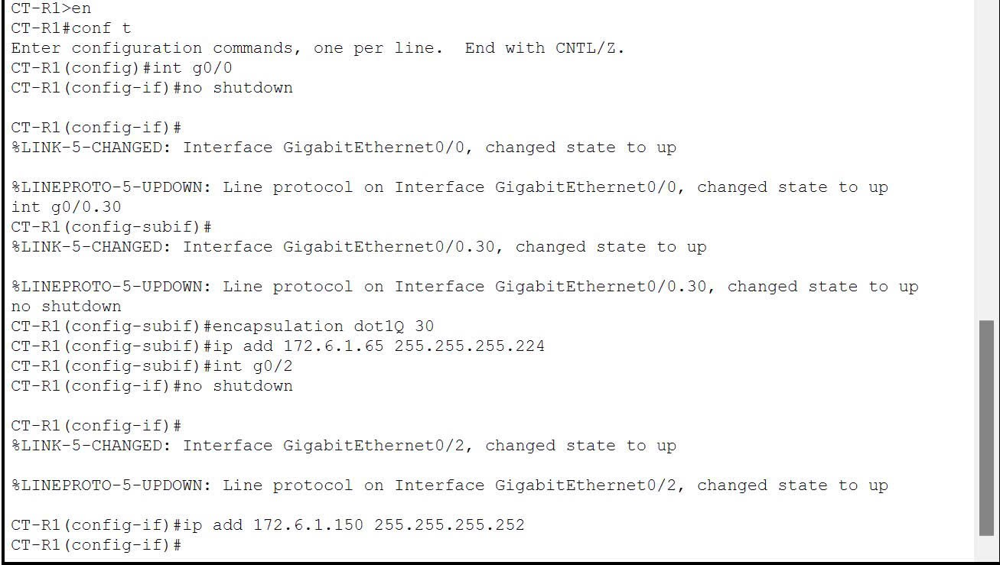 CT-R1>en
CT-R1#conf t
Enter configuration commands, one per line.  End with CNTL/Z.
CT-R1(config)#int g0/0
CT-R1(config-if)#no shutdown
CT-R1(config-if)#
%LINK-5-CHANGED: Interface GigabitEthernet0/0, changed state to up
%LINEPROTO-5-UPDOWN: Line protocol on Interface GigabitEthernet0/0, changed state to up
int g0/0.30
CT-R1(config-subif)#
%LINK-5-CHANGED: Interface GigabitEthernet0/0.30, changed state to up
%LINEPROTO-5-UPDOWN: Line protocol on Interface GigabitEthernet0/0.30, changed state to up
no shutdown
CT-R1(config-subif)#encapsulation dot1Q 30
CT-R1(config-subif)#ip add 172.6.1.65 255.255.255.224
CT-R1(config-subif)#int g0/2
CT-R1(config-if)#no shutdown
CT-R1(config-if)#
%LINK-5-CHANGED: Interface GigabitEthernet0/2, changed state to up
%LINEPROTO-5-UPDOWN: Line protocol on Interface GigabitEthernet0/2, changed state to up
CT-R1(config-if)#ip add 172.6.1.150 255.255.255.252
CT-R1(config-if)#